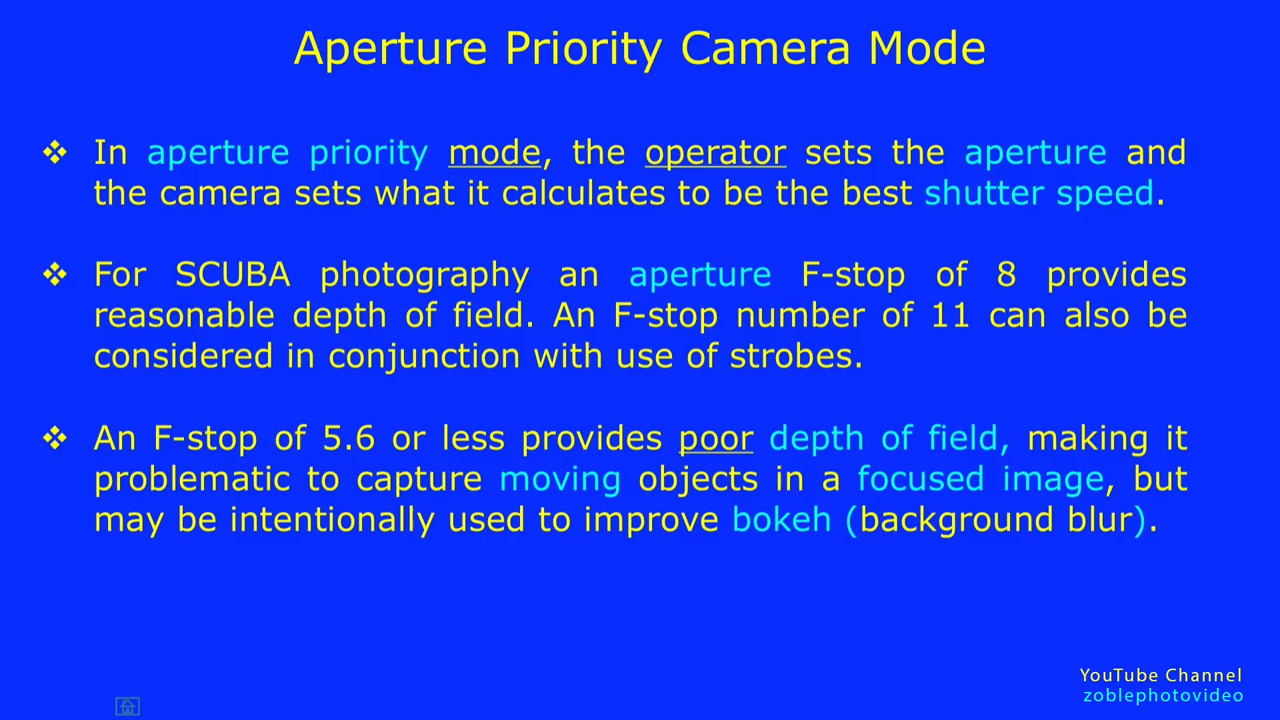 Aperture Priority Camera Mode
❖ In aperture priority mode, the operator sets the aperture and
the camera sets what it calculates to be the best shutter speed.
❖ For SCUBA photography an aperture F-stop of 8 provides
reasonable depth of field. An F-stop number of 11 can also be
considered in conjunction with use of strobes.
❖ An F-stop of 5.6 or less provides poor depth of field, making it
problematic to capture moving objects in a focused image, but
may be intentionally used to improve bokeh (background blur).
YouTube Channel
zoblephotovideo